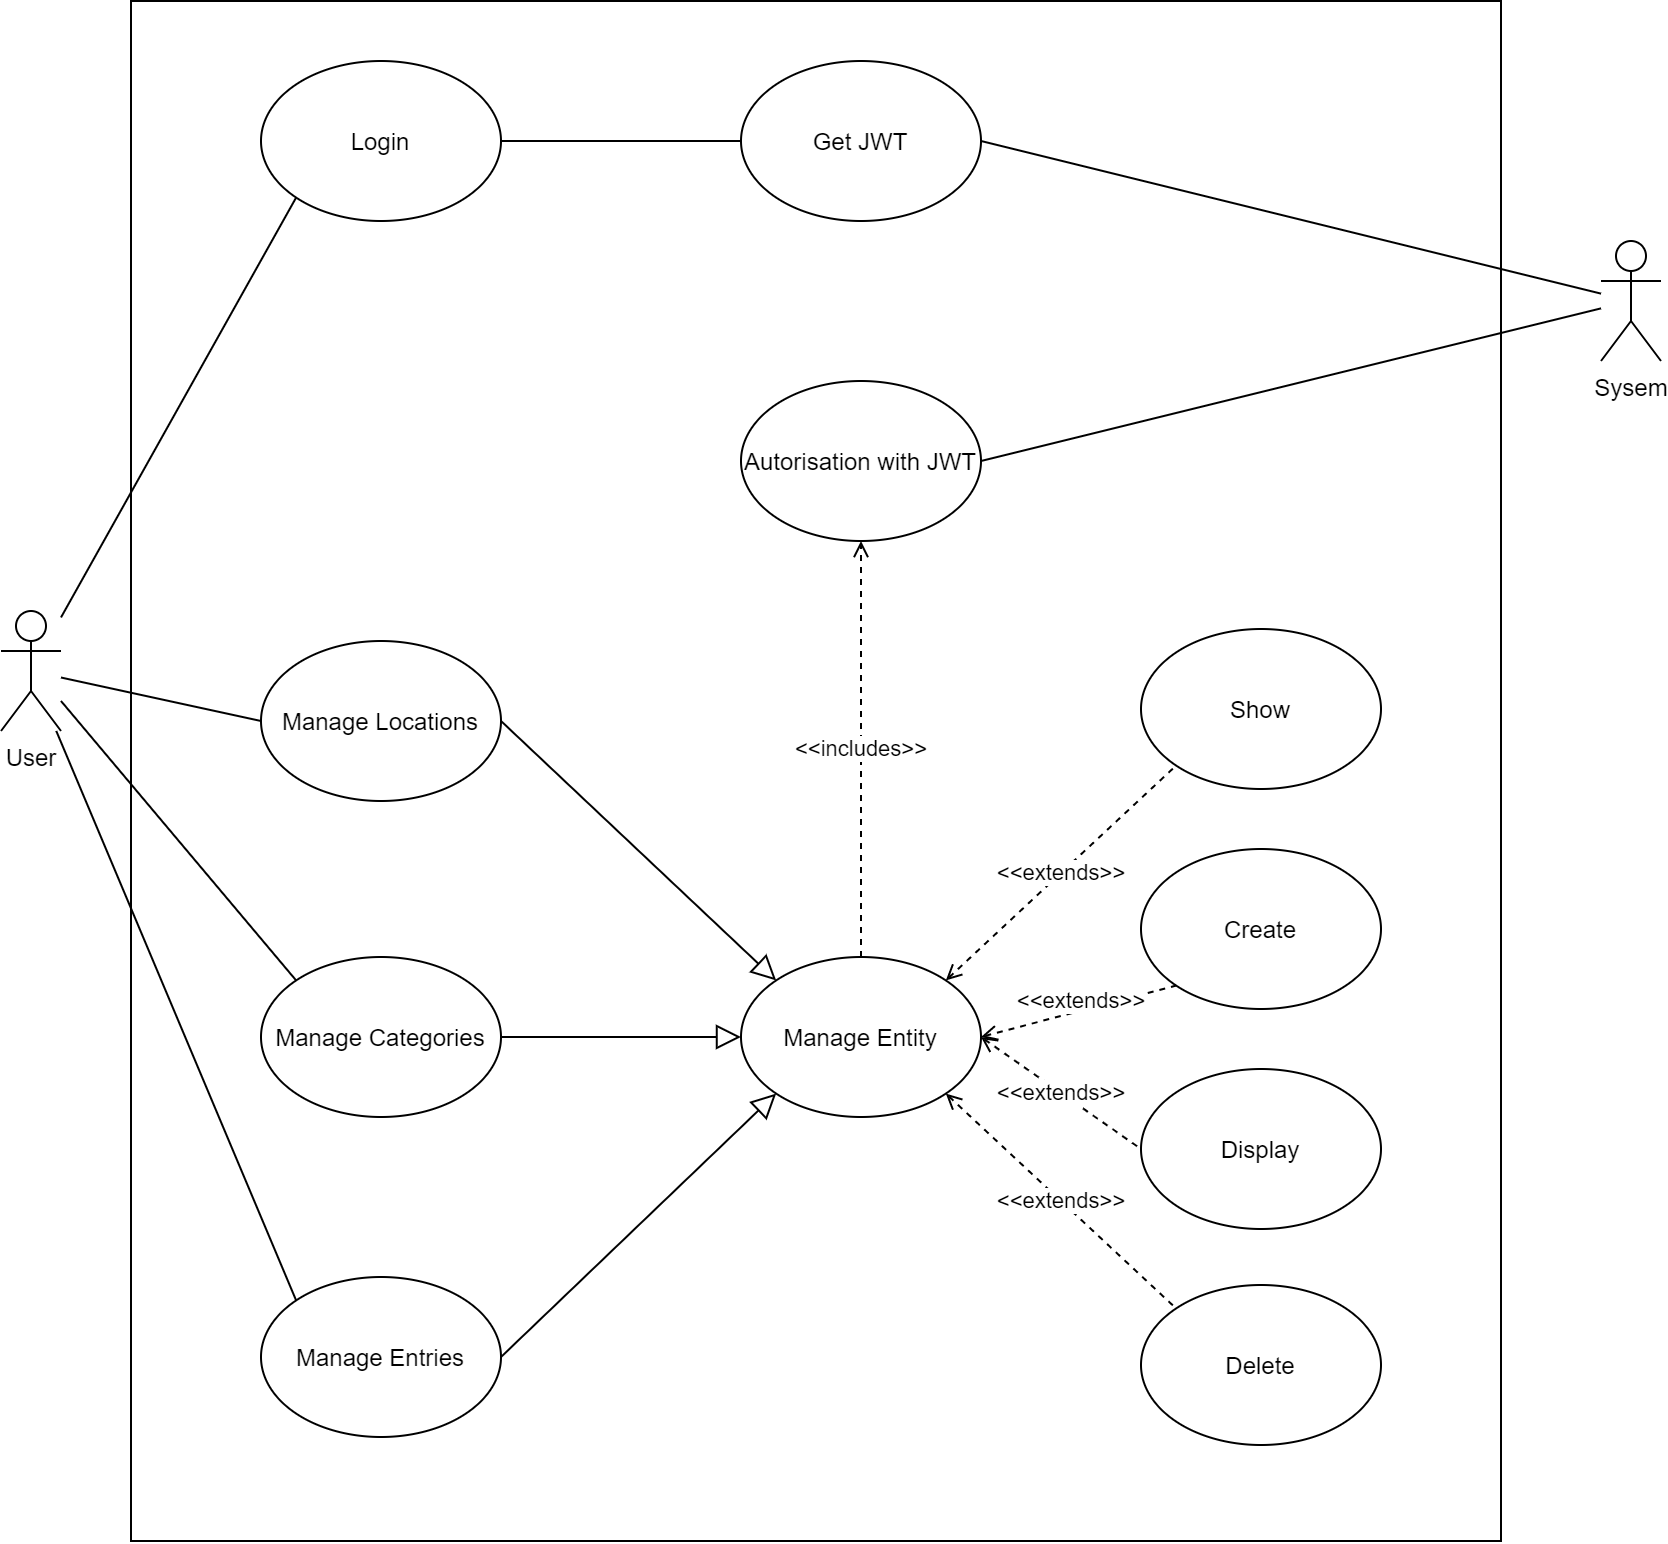 Login
Get JWT
Sysem
Autorisation with JWT
User
Manage Locations
Show
<<includes>>
<<extends>>
Create
<<extends>>
Manage Categories
Manage Entity
<<extends>>
Display
<<extends>>
Manage Entries
Delete